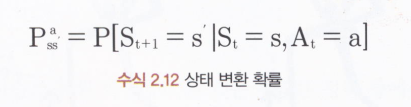 P^a_ss' = P[S_t+1 = s' |S_t = s, A_t = a]
수식 2.12 상태 변환 확률